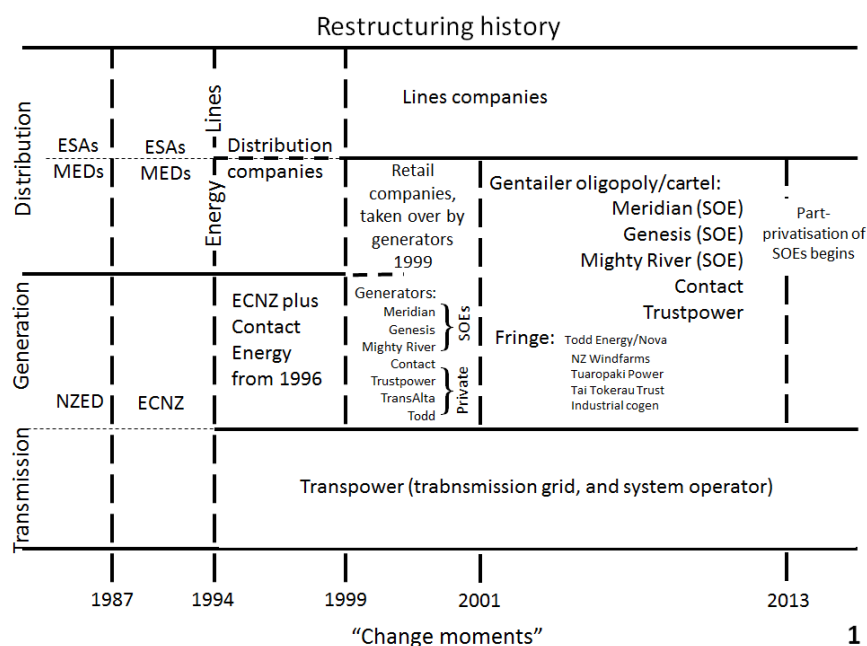 Restructuring history
Distribution
Lines
Energy
Lines companies
ESAs
MEDs
ESAs
MEDs
Distribution
companies
Retail
companies,
taken over by
generators
1999
Gentailer oligopoly/cartel:
Meridian (SOE)
Genesis (SOE)
Mighty River (SOE)
Contact
Trustpower
Part-
privatisation of
SOEs begins
Generation
NZED
ECNZ
ECNZ plus
Contact
Energy
from 1996
Generators:
Meridian
Genesis
Mighty River
Contact
Trustpower
TransAlta
Todd
SOEs
Private
Fringe:
Todd Energy/Nova
NZ Windfarms
Tuaropaki Power
Tai Tokerau Trust
Industrial cogen
Transmission
Transpower (trabnsmission grid, and system operator)
1987
1994
1999
2001
2013
“Change moments”
1